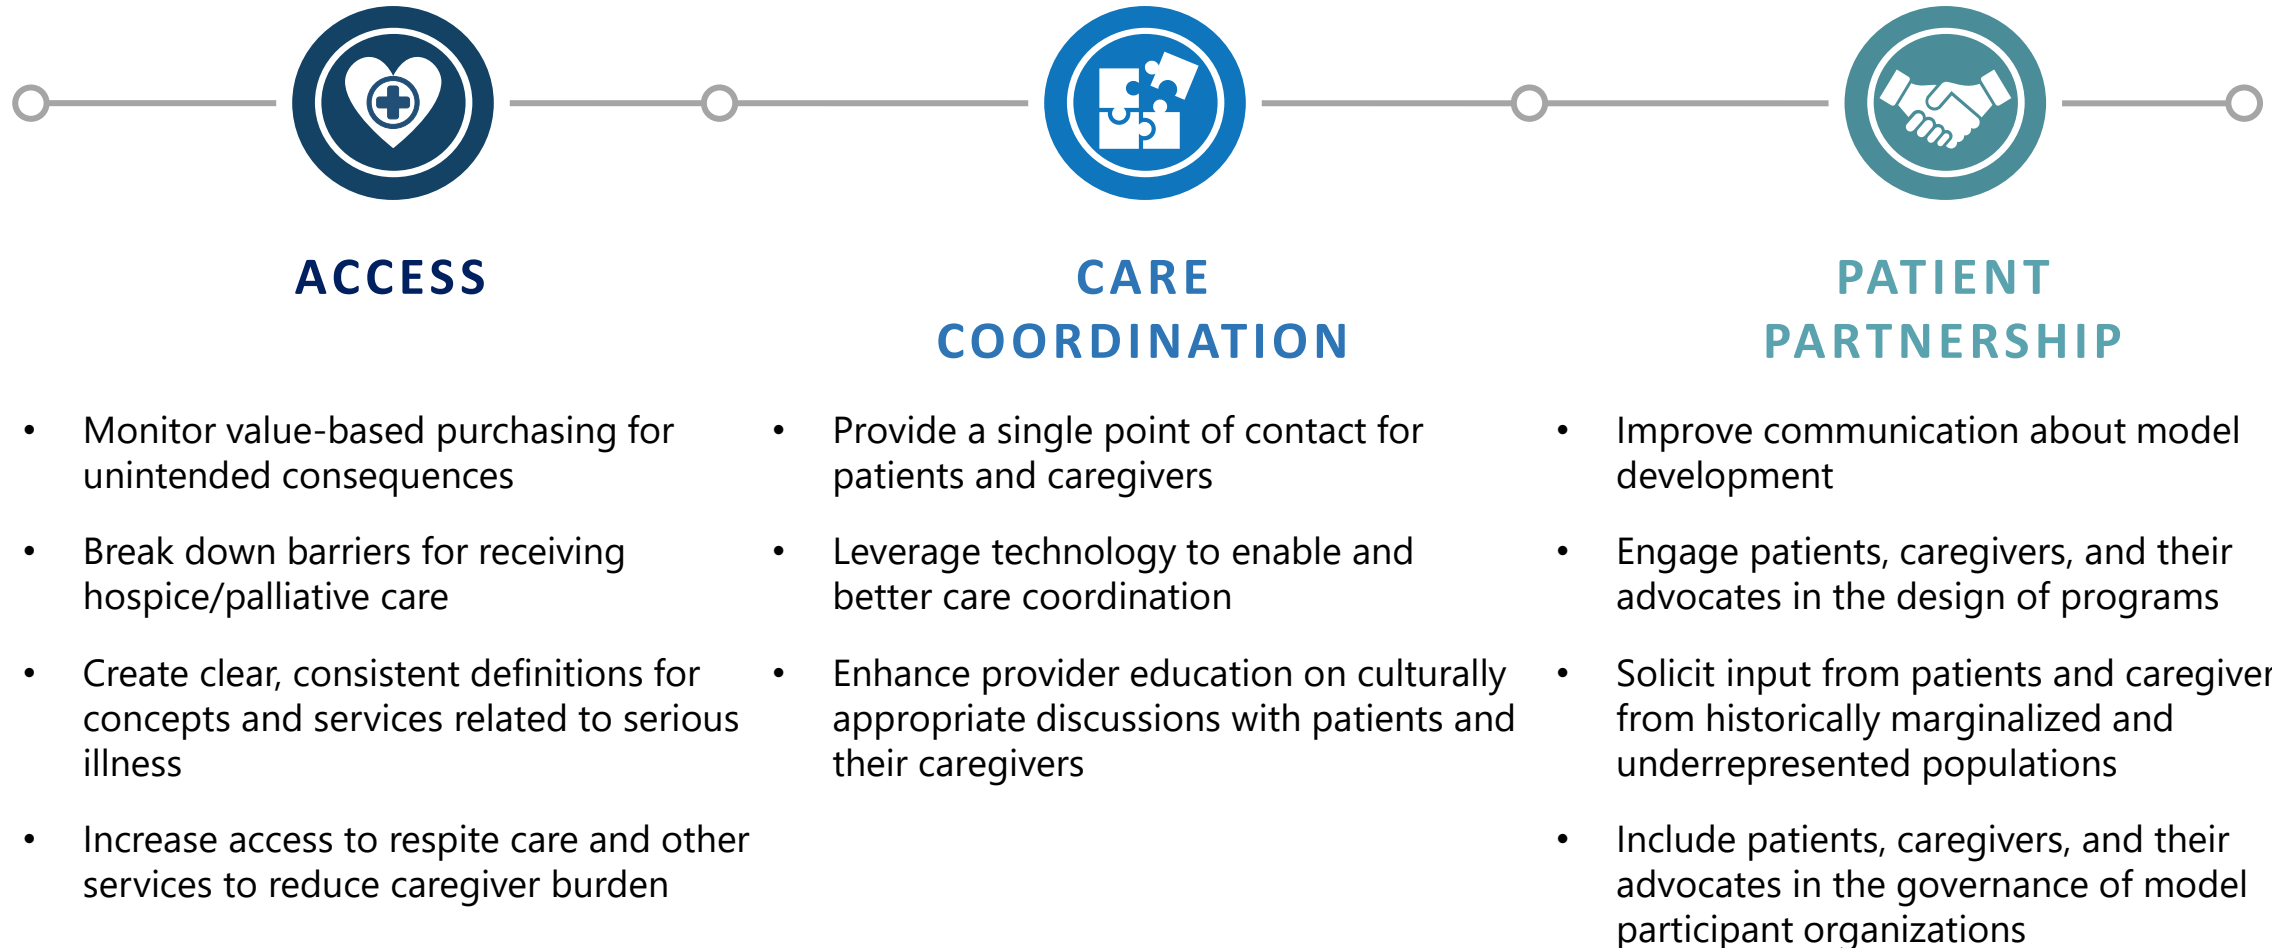 ACCESS
• Monitor value-based purchasing for
unintended consequences
• Break down barriers for receiving
hospice/palliative care
• Create clear, consistent definitions for
concepts and services related to serious
illness
• Increase access to respite care and other
services to reduce caregiver burden
CARE
COORDINATION
• Provide a single point of contact for
patients and caregivers
• Leverage technology to enable and
better care coordination
• Enhance provider education on culturally
appropriate discussions with patients and
their caregivers
PATIENT
PARTNERSHIP
• Improve communication about model
development
• Engage patients, caregivers, and their
advocates in the design of programs
• Solicit input from patients and caregiver
from historically marginalized and
underrepresented populations
• Include patients, caregivers, and their
advocates in the governance of model
participant organizations